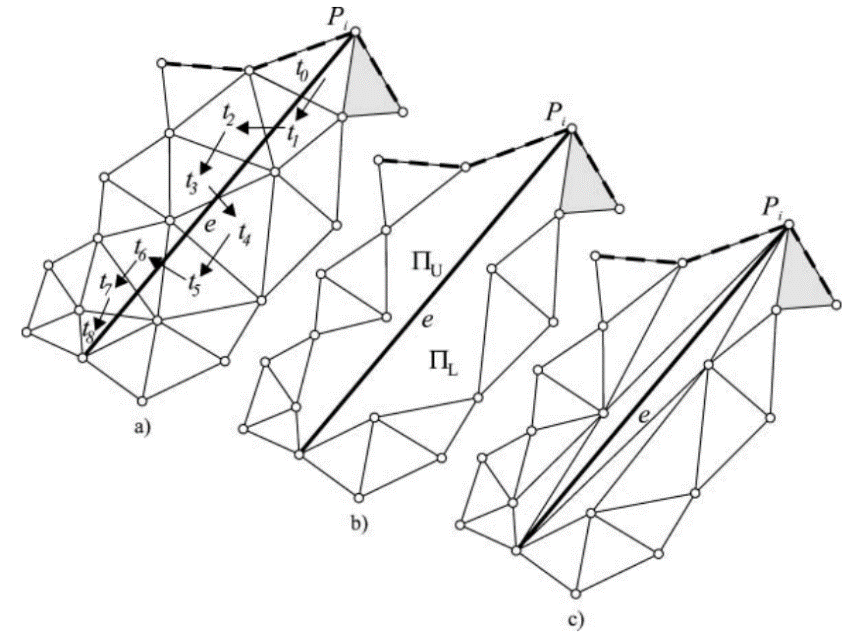 P_i
t_0
t_2
t_1
t_3
e
t_4
t_6
t_5
t_7
t_8
a)
P_i
Π_U
e
Π_L
b)
P_i
e
c)